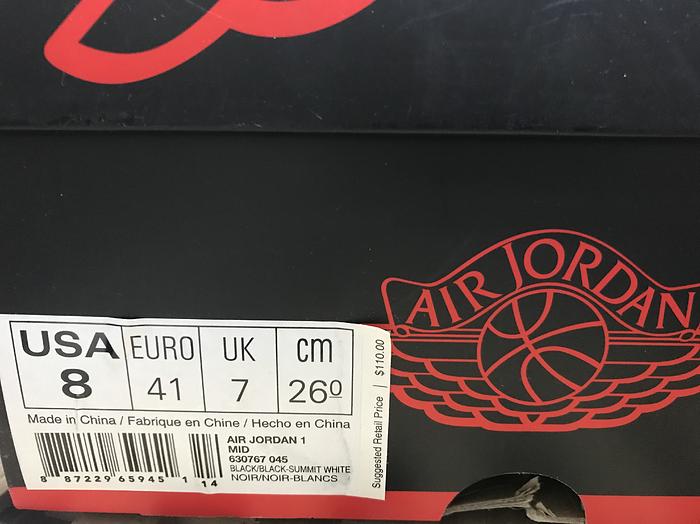 AIR JORDAN
USA EURO UK cm
8 41 7 26⁰
Made in China / Fabrique en Chine / Hecho en China
AIR JORDAN 1
MID
630767 045
BLACK/BLACK-SUMMIT WHITE
NOIR/NOIR-BLANCS
8 87229 65945 1 14
Suggested Retail Price | $110.00